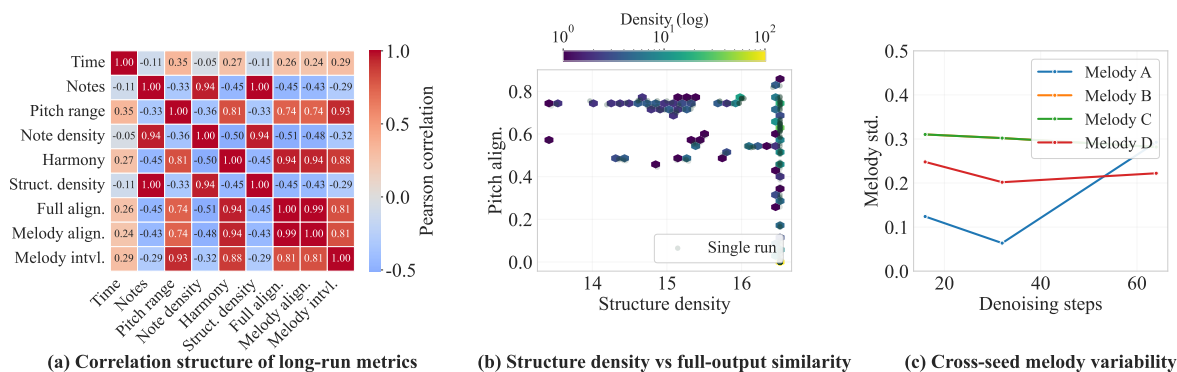 Time
Notes
Pitch range
Note density
Harmony
Struct. density
Full align.
Melody align.
Melody intvl.
1.00 -0.11 0.35 -0.05 0.27 -0.11 0.26 0.24 0.29
-0.11 1.00 -0.33 0.94 -0.45 1.00 -0.45 -0.43 -0.29
0.35 -0.33 1.00 -0.36 0.81 -0.33 0.74 0.74 0.93
-0.05 0.94 -0.36 1.00 -0.50 0.94 -0.51 -0.48 -0.32
0.27 -0.45 0.81 -0.50 1.00 -0.45 0.94 0.94 0.88
-0.11 1.00 -0.33 0.94 -0.45 1.00 -0.45 -0.43 -0.29
0.26 -0.45 0.74 -0.51 0.94 -0.45 1.00 0.99 0.81
0.24 -0.43 0.74 -0.48 0.94 -0.43 0.99 1.00 0.81
0.29 -0.29 0.93 -0.32 0.88 -0.29 0.81 0.81 1.00
Time
Notes
Pitch range
Note density
Harmony
Struct. density
Full align.
Melody align.
Melody intvl.
1.0
0.5
0.0
-0.5
Pearson correlation
(a) Correlation structure of long-run metrics
Density (log)
10^0 10^1 10^2
0.8
0.6
0.4
0.2
0.0
Pitch align.
Single run
14 15 16
Structure density
(b) Structure density vs full-output similarity
0.5
0.4
0.3
0.2
0.1
0.0
Melody std.
Melody A
Melody B
Melody C
Melody D
20 40 60
Denoising steps
(c) Cross-seed melody variability